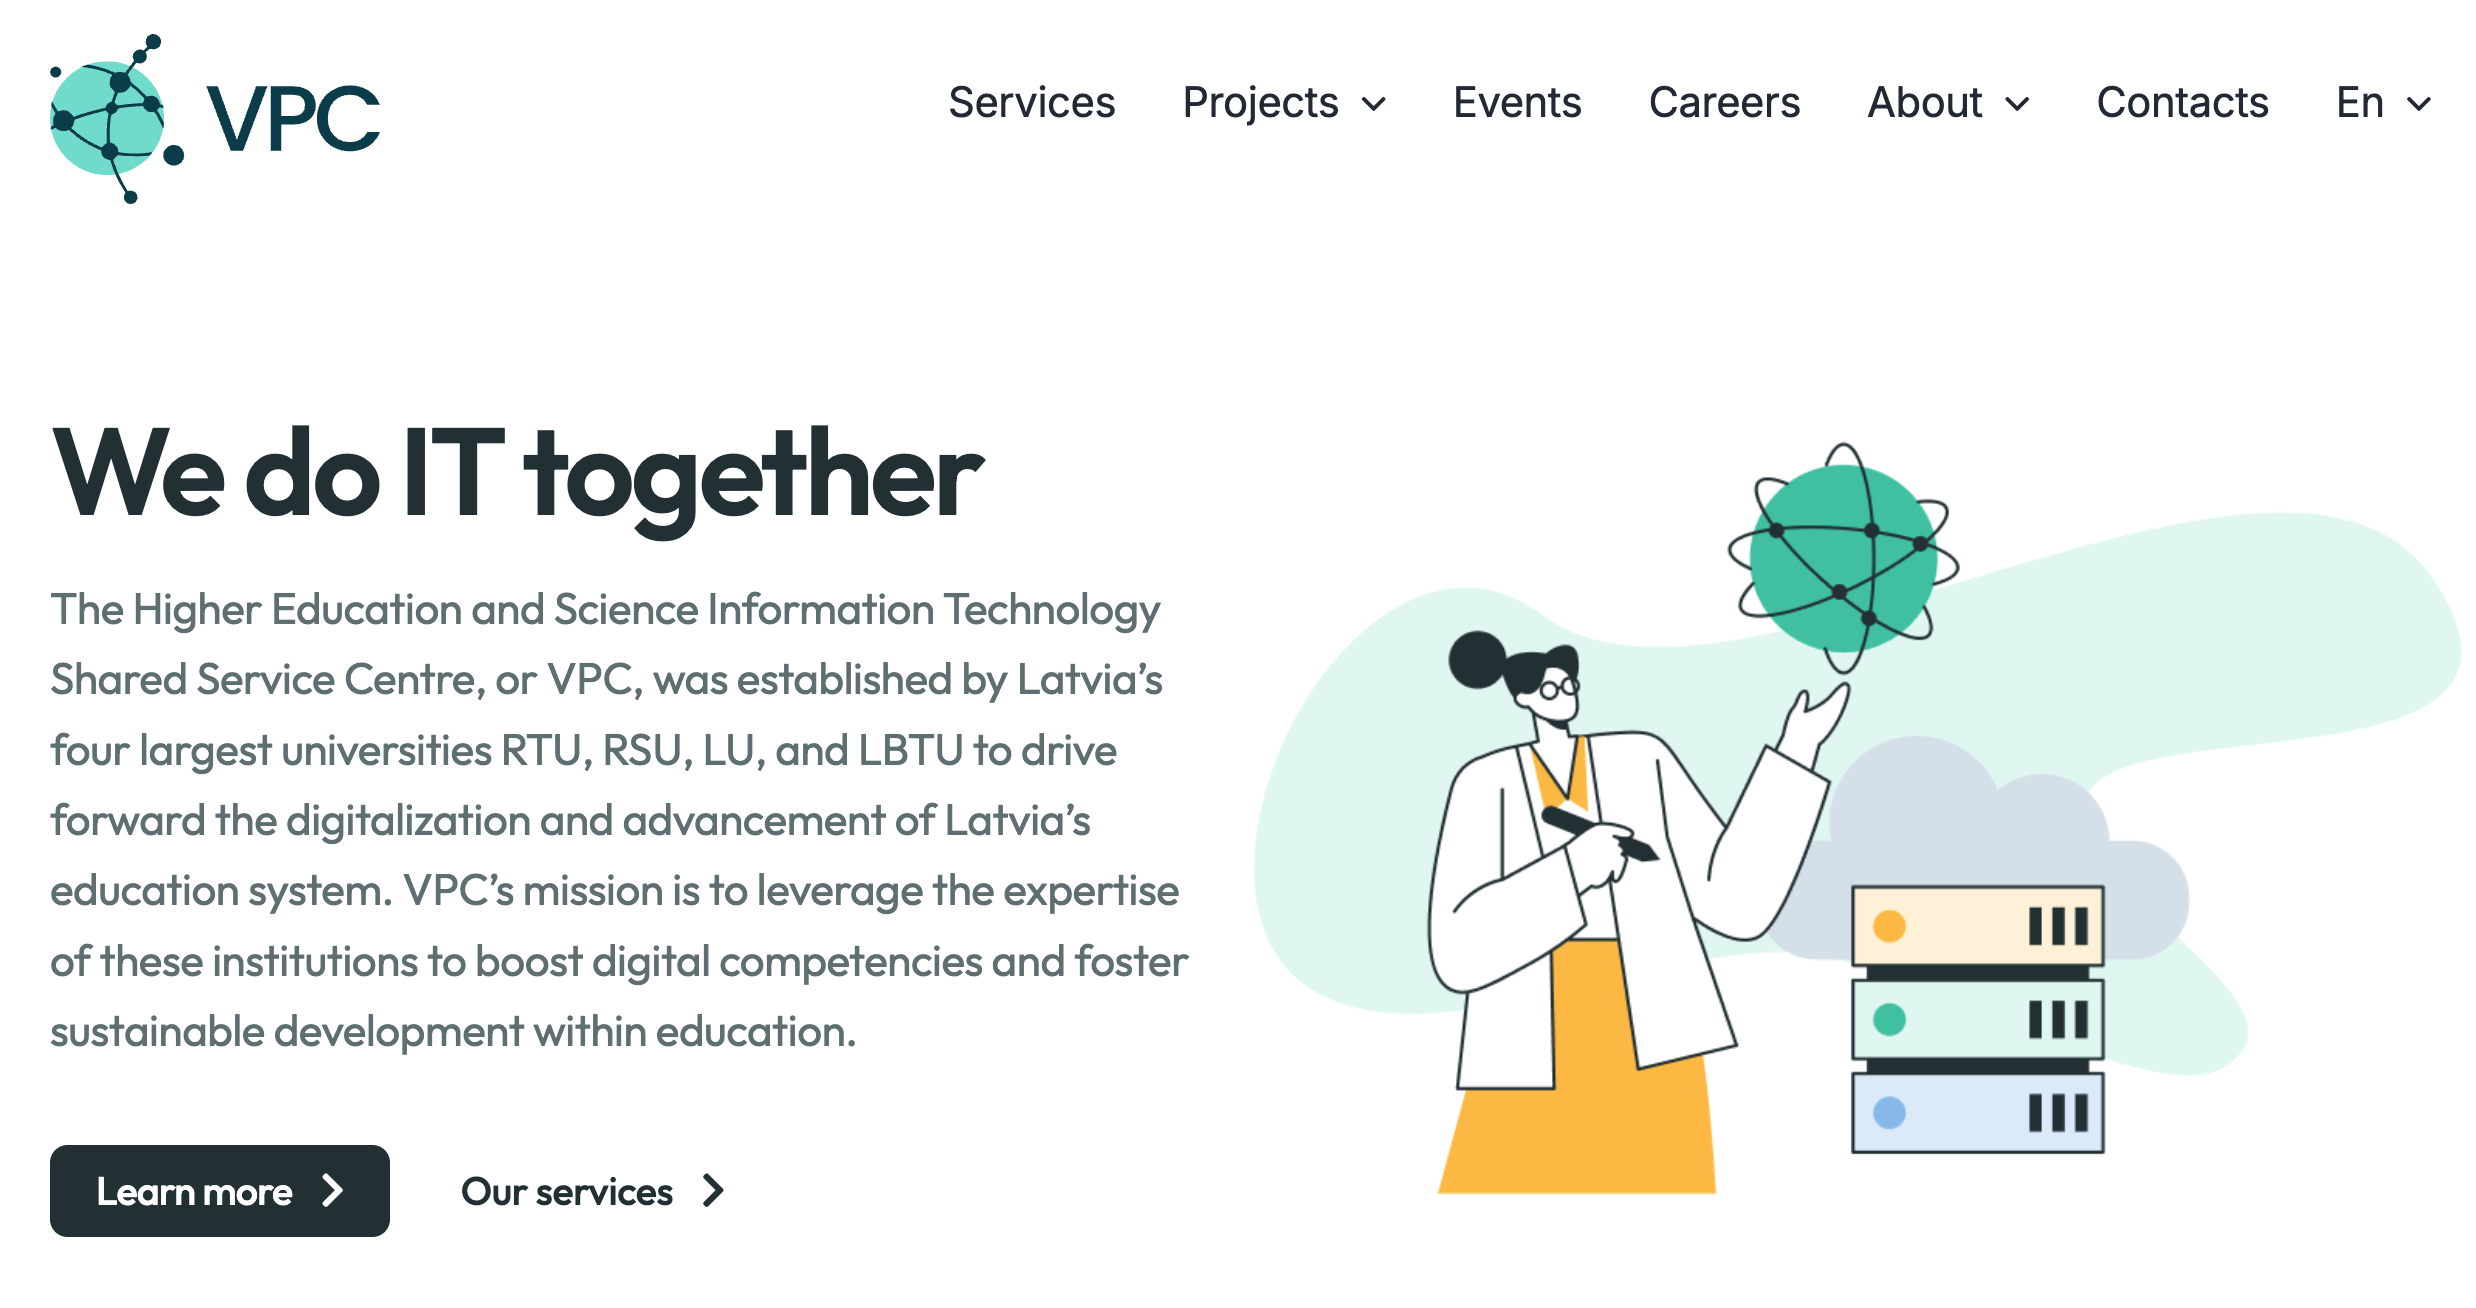 VPC
Services
Projects
Events
Careers
About
Contacts
En
We do IT together
The Higher Education and Science Information Technology
Shared Service Centre, or VPC, was established by Latvia’s
four largest universities RTU, RSU, LU, and LBTU to drive
forward the digitalization and advancement of Latvia’s
education system. VPC’s mission is to leverage the expertise
of these institutions to boost digital competencies and foster
sustainable development within education.
Learn more
Our services